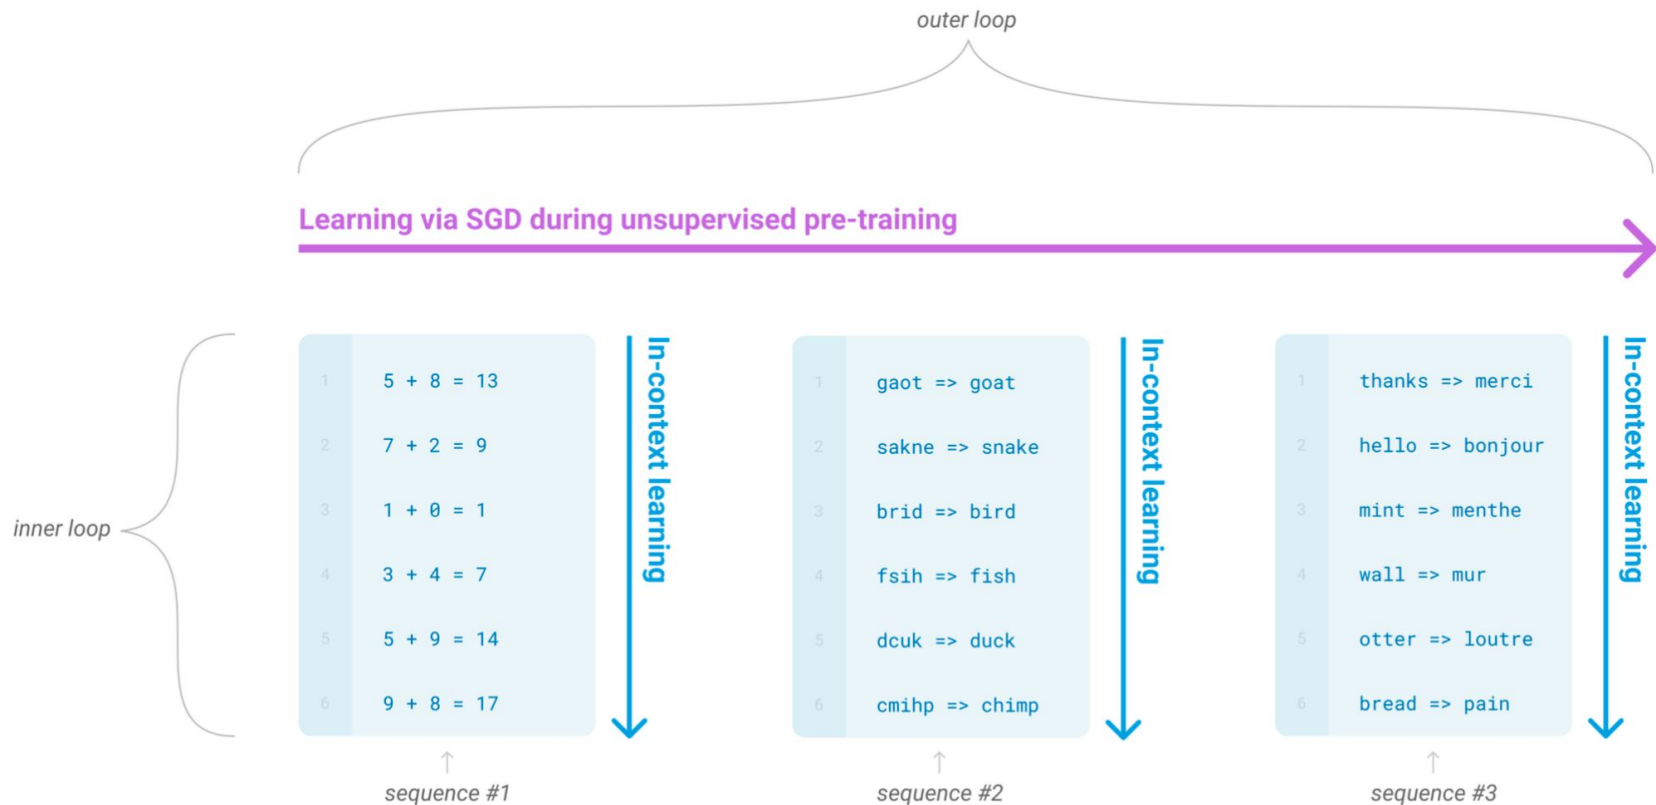 outer loop
Learning via SGD during unsupervised pre-training
inner loop
1 5 + 8 = 13
2 7 + 2 = 9
3 1 + 0 = 1
4 3 + 4 = 7
5 5 + 9 = 14
6 9 + 8 = 17
In-context learning
sequence #1
1 gaot => goat
2 sakne => snake
3 brid => bird
4 fsih => fish
5 dcuk => duck
6 cmihp => chimp
In-context learning
sequence #2
1 thanks => merci
2 hello => bonjour
3 mint => menthe
4 wall => mur
5 otter => loutre
6 bread => pain
In-context learning
sequence #3